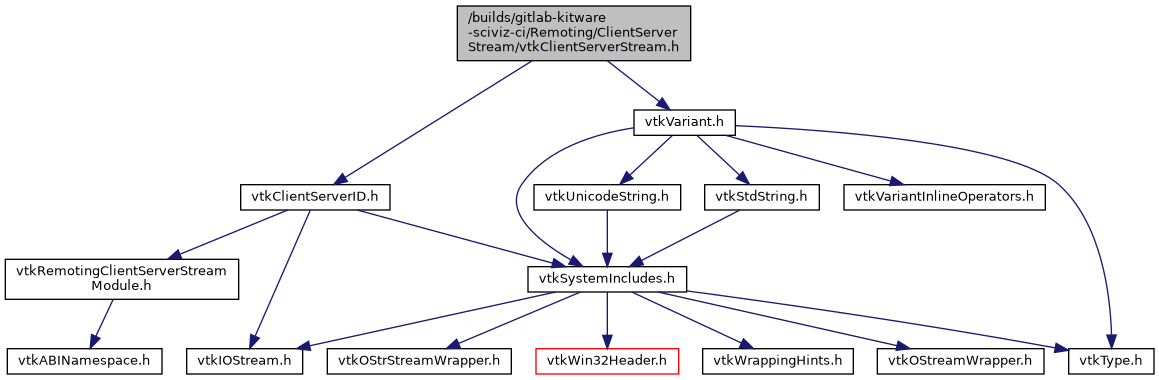 /builds/gitlab-kitware
-sciviz-ci/Remoting/ClientServer
Stream/vtkClientServerStream.h
vtkVariant.h
vtkClientServerID.h
vtkUnicodeString.h
vtkStdString.h
vtkVariantInlineOperators.h
vtkRemotingClientServerStream
Module.h
vtkSystemIncludes.h
vtkABINamespace.h
vtkIOStream.h
vtkOStrStreamWrapper.h
vtkWin32Header.h
vtkWrappingHints.h
vtkOStreamWrapper.h
vtkType.h